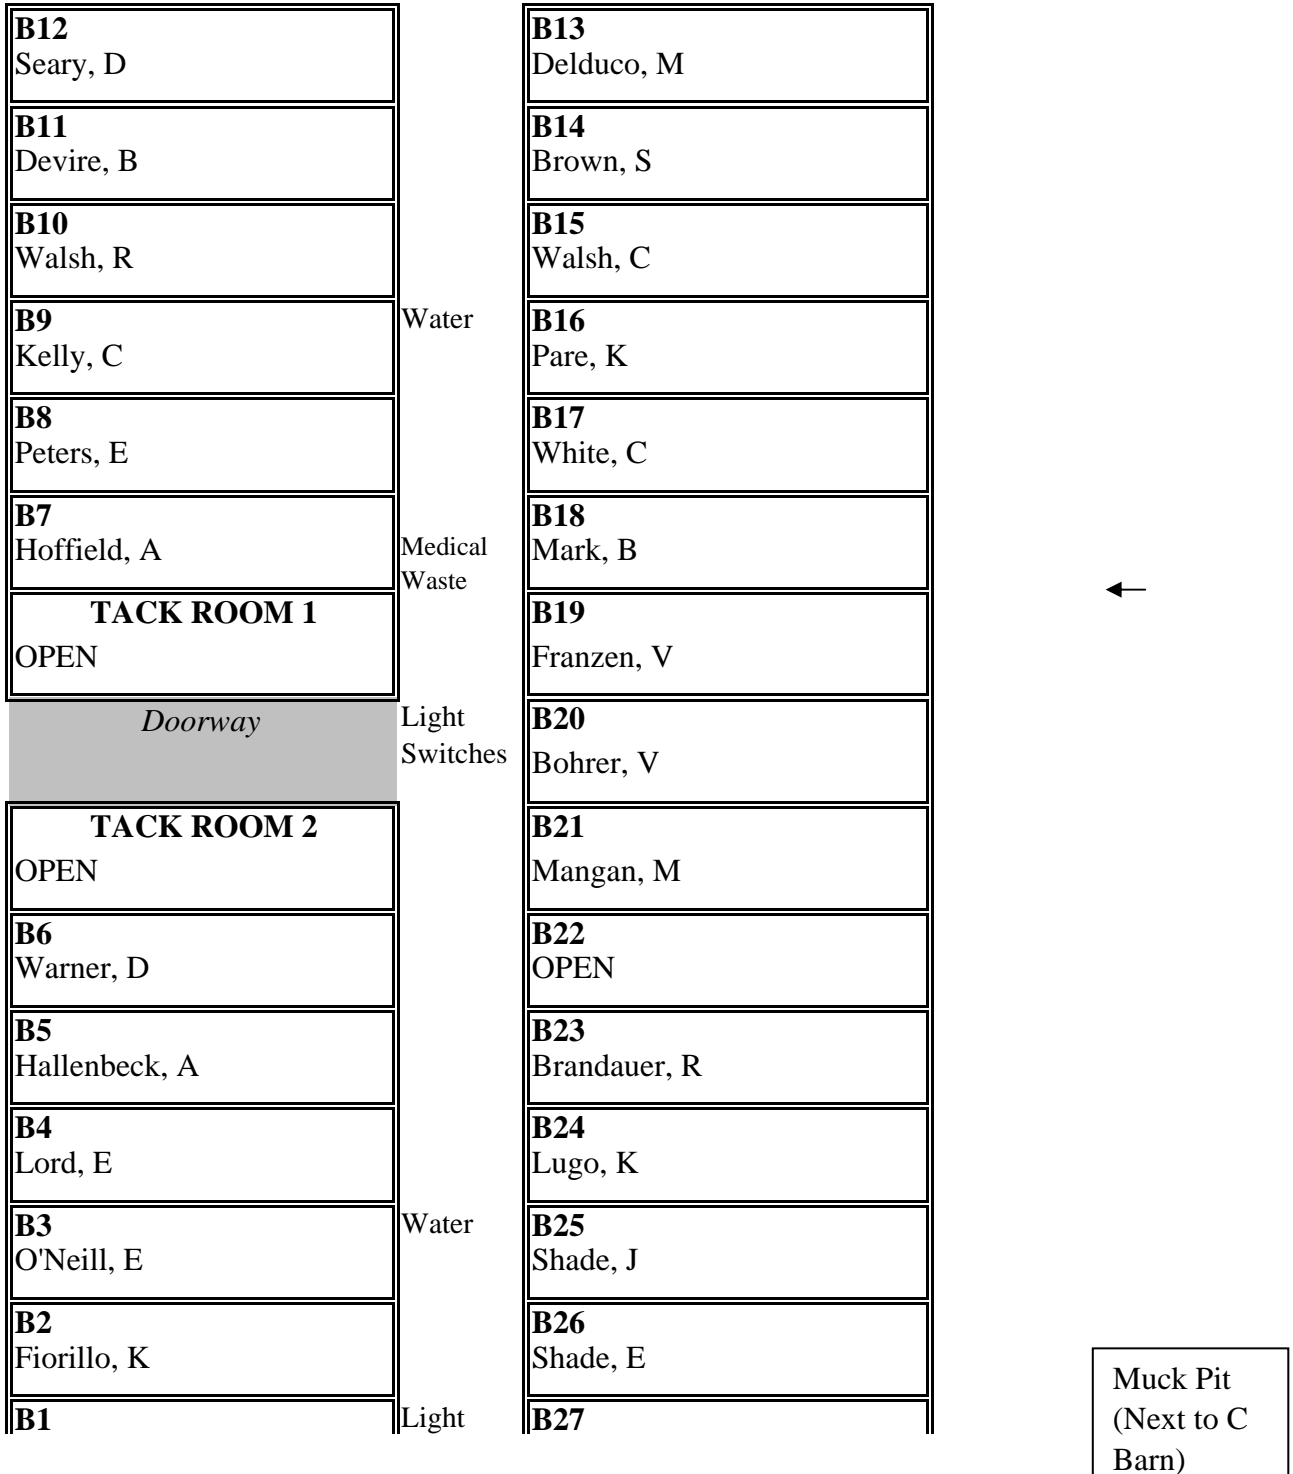 B12
Seary, D
B13
Delduco, M
B11
Devire, B
B14
Brown, S
B10
Walsh, R
B15
Walsh, C
B9
Kelly, C
Water
B16
Pare, K
B8
Peters, E
B17
White, C
B7
Hoffield, A
Medical
Waste
B18
Mark, B
TACK ROOM 1
OPEN
B19
Franzen, V
Doorway
Light
Switches
B20
Bohrer, V
TACK ROOM 2
OPEN
B21
Mangan, M
B6
Warner, D
B22
OPEN
B5
Hallenbeck, A
B23
Brandauer, R
B4
Lord, E
B24
Lugo, K
B3
O'Neill, E
Water
B25
Shade, J
B2
Fiorillo, K
B26
Shade, E
B1
Light
B27
Muck Pit
(Next to C
Barn)